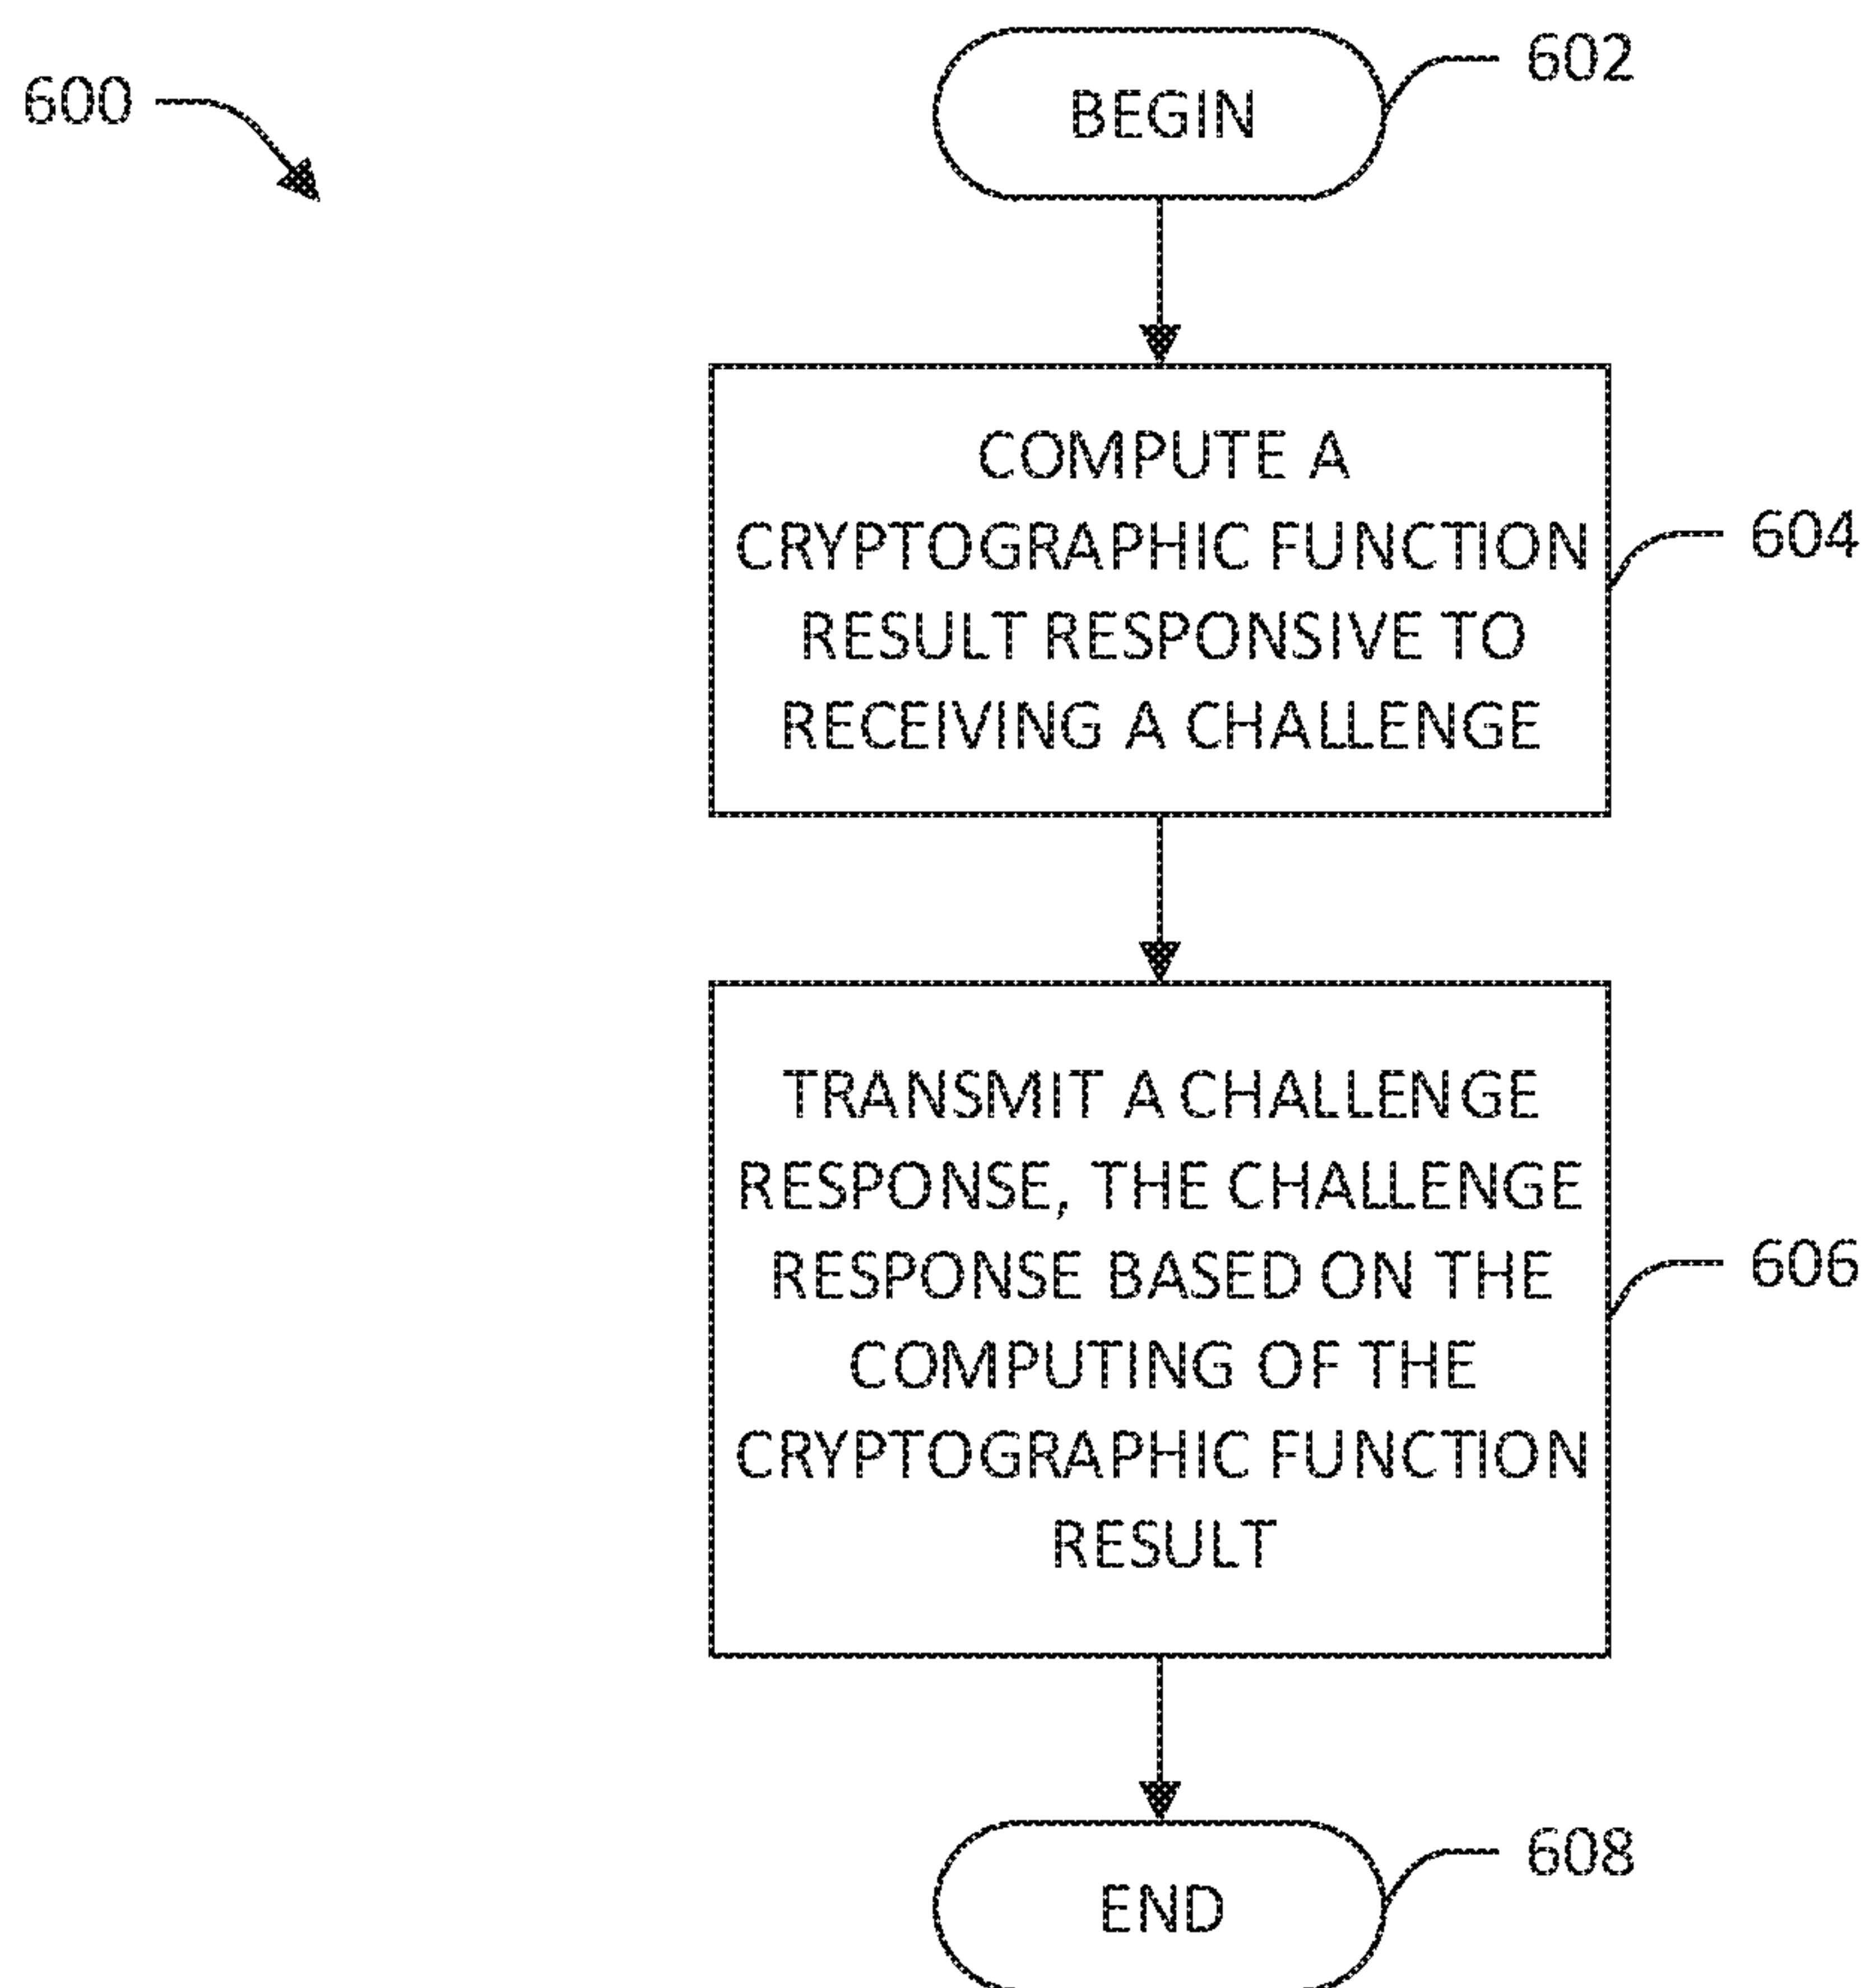 600
602
BEGIN
COMPUTE A
CRYPTOGRAPHIC FUNCTION
RESULT RESPONSIVE TO
RECEIVING A CHALLENGE
604
TRANSMIT A CHALLENGE
RESPONSE, THE CHALLENGE
RESPONSE BASED ON THE
COMPUTING OF THE
CRYPTOGRAPHIC FUNCTION
RESULT
606
608
END